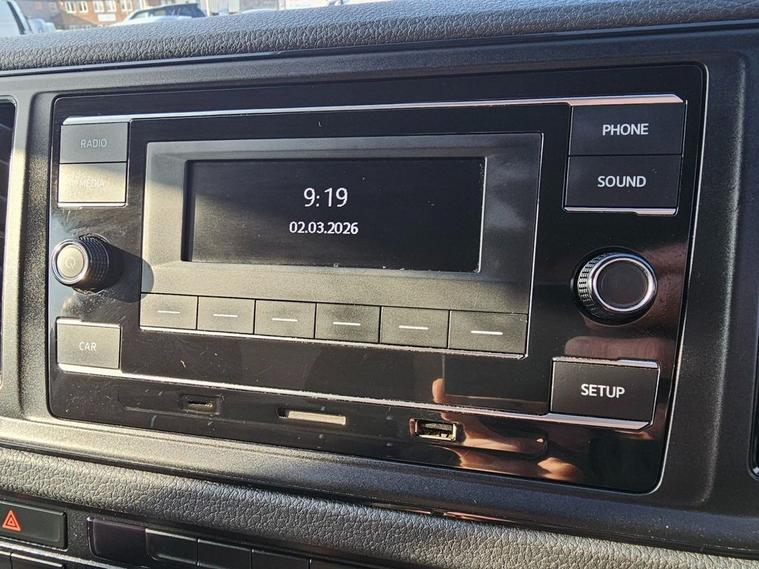 RADIO
MEDIA
PHONE
SOUND
9:19
02.03.2026
CAR
SETUP